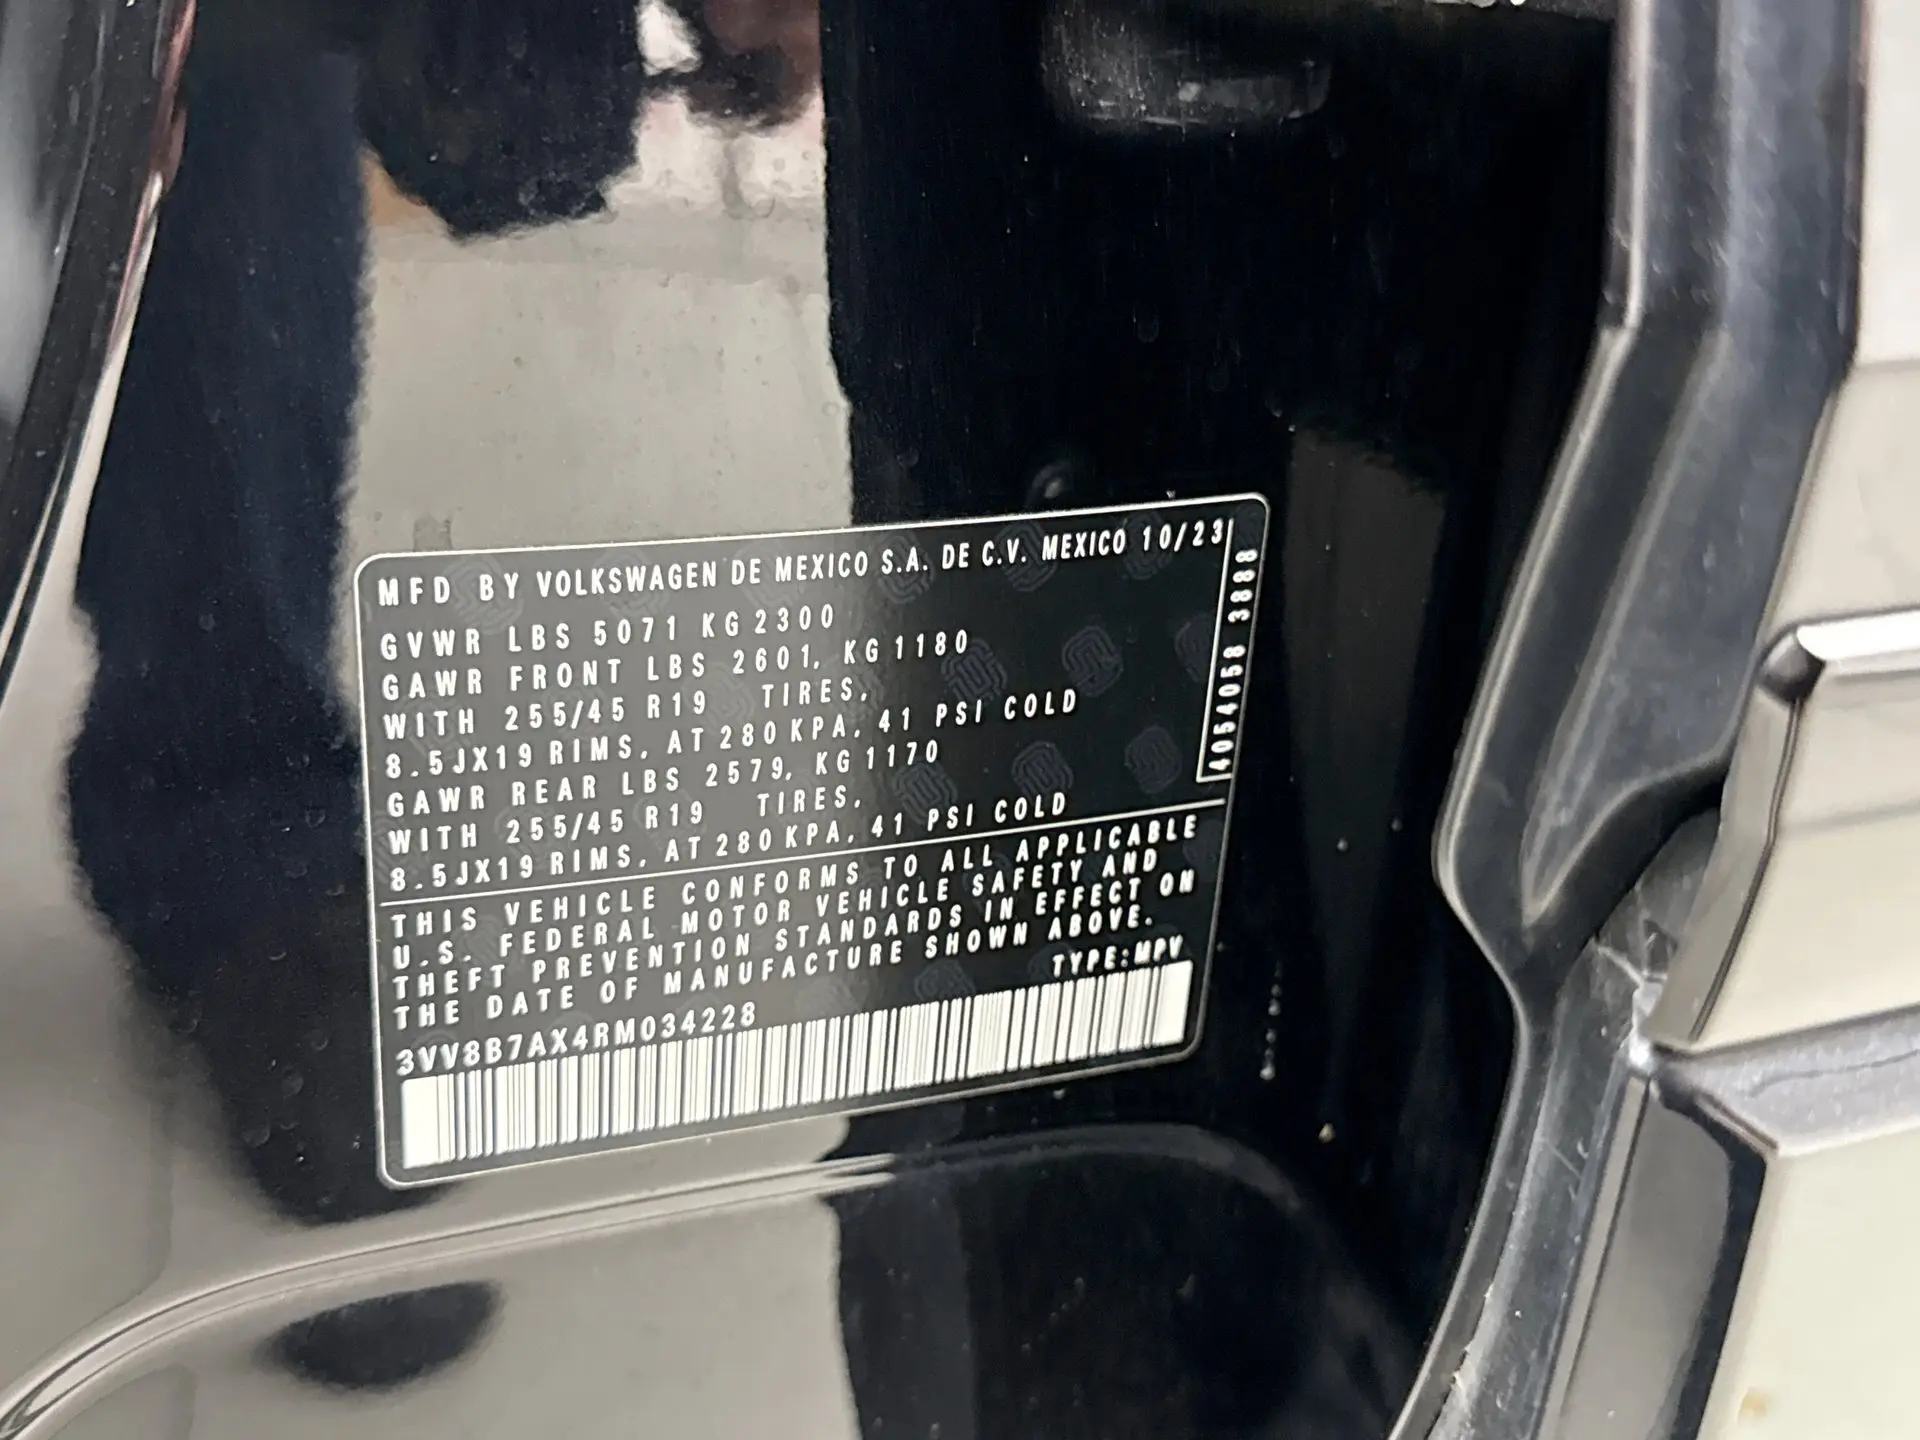 MFD BY VOLKSWAGEN DE MEXICO S.A. DE C.V. MEXICO 10/23
GVWR LBS 5071 KG 2300
GAWR FRONT LBS 2601, KG 1180
WITH 255/45 R19 TIRES,
8.5JX19 RIMS, AT 280 KPA, 41 PSI COLD
GAWR REAR LBS 2579, KG 1170
WITH 255/45 R19 TIRES,
8.5JX19 RIMS, AT 280 KPA, 41 PSI COLD
THIS VEHICLE CONFORMS TO ALL APPLICABLE
U.S. FEDERAL MOTOR VEHICLE SAFETY AND
THEFT PREVENTION STANDARDS IN EFFECT ON
THE DATE OF MANUFACTURE SHOWN ABOVE.
TYPE:MPV
3VV8B7AX4RM034228
4054058 3888